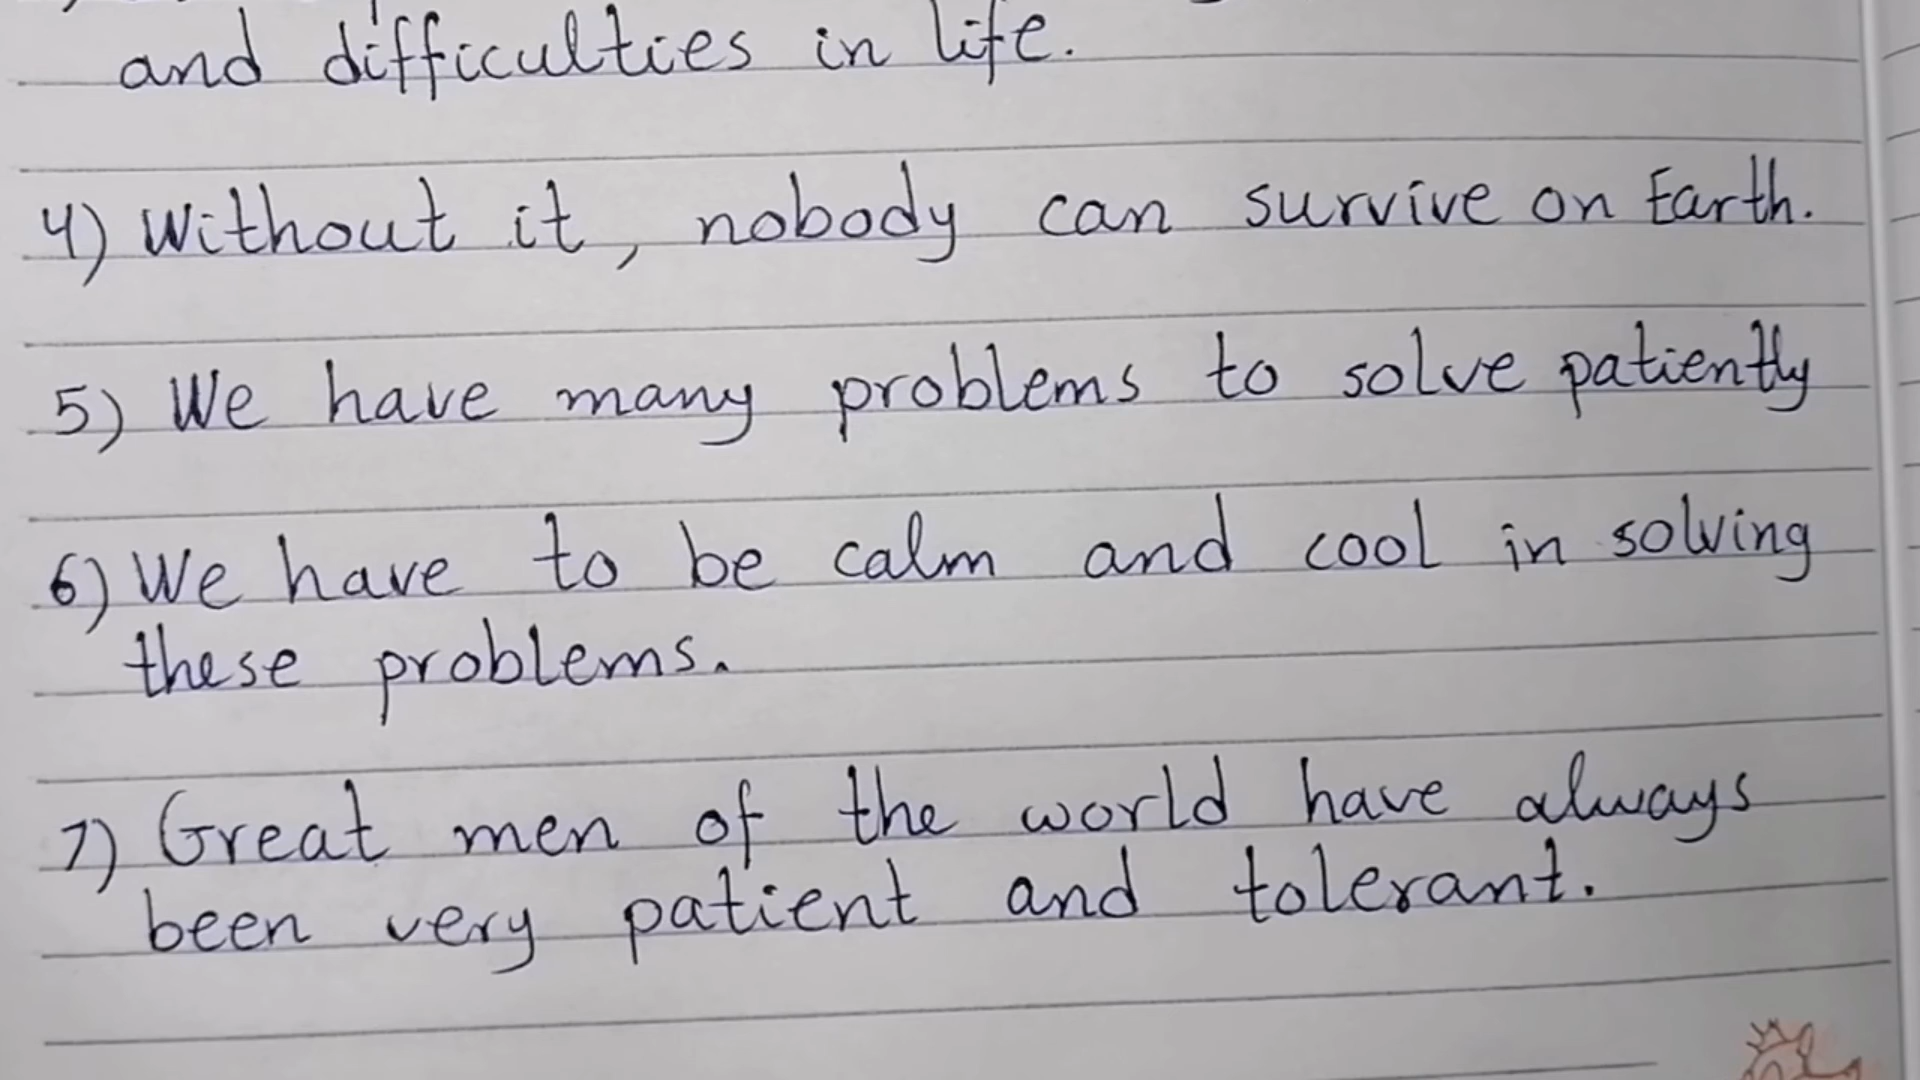 and difficulties in life.
4) Without it, nobody can survive on Earth.
5) We have many problems to solve patiently
6) We have to be calm and cool in solving
these problems.
7) Great men of the world have always
been very patient and tolerant.